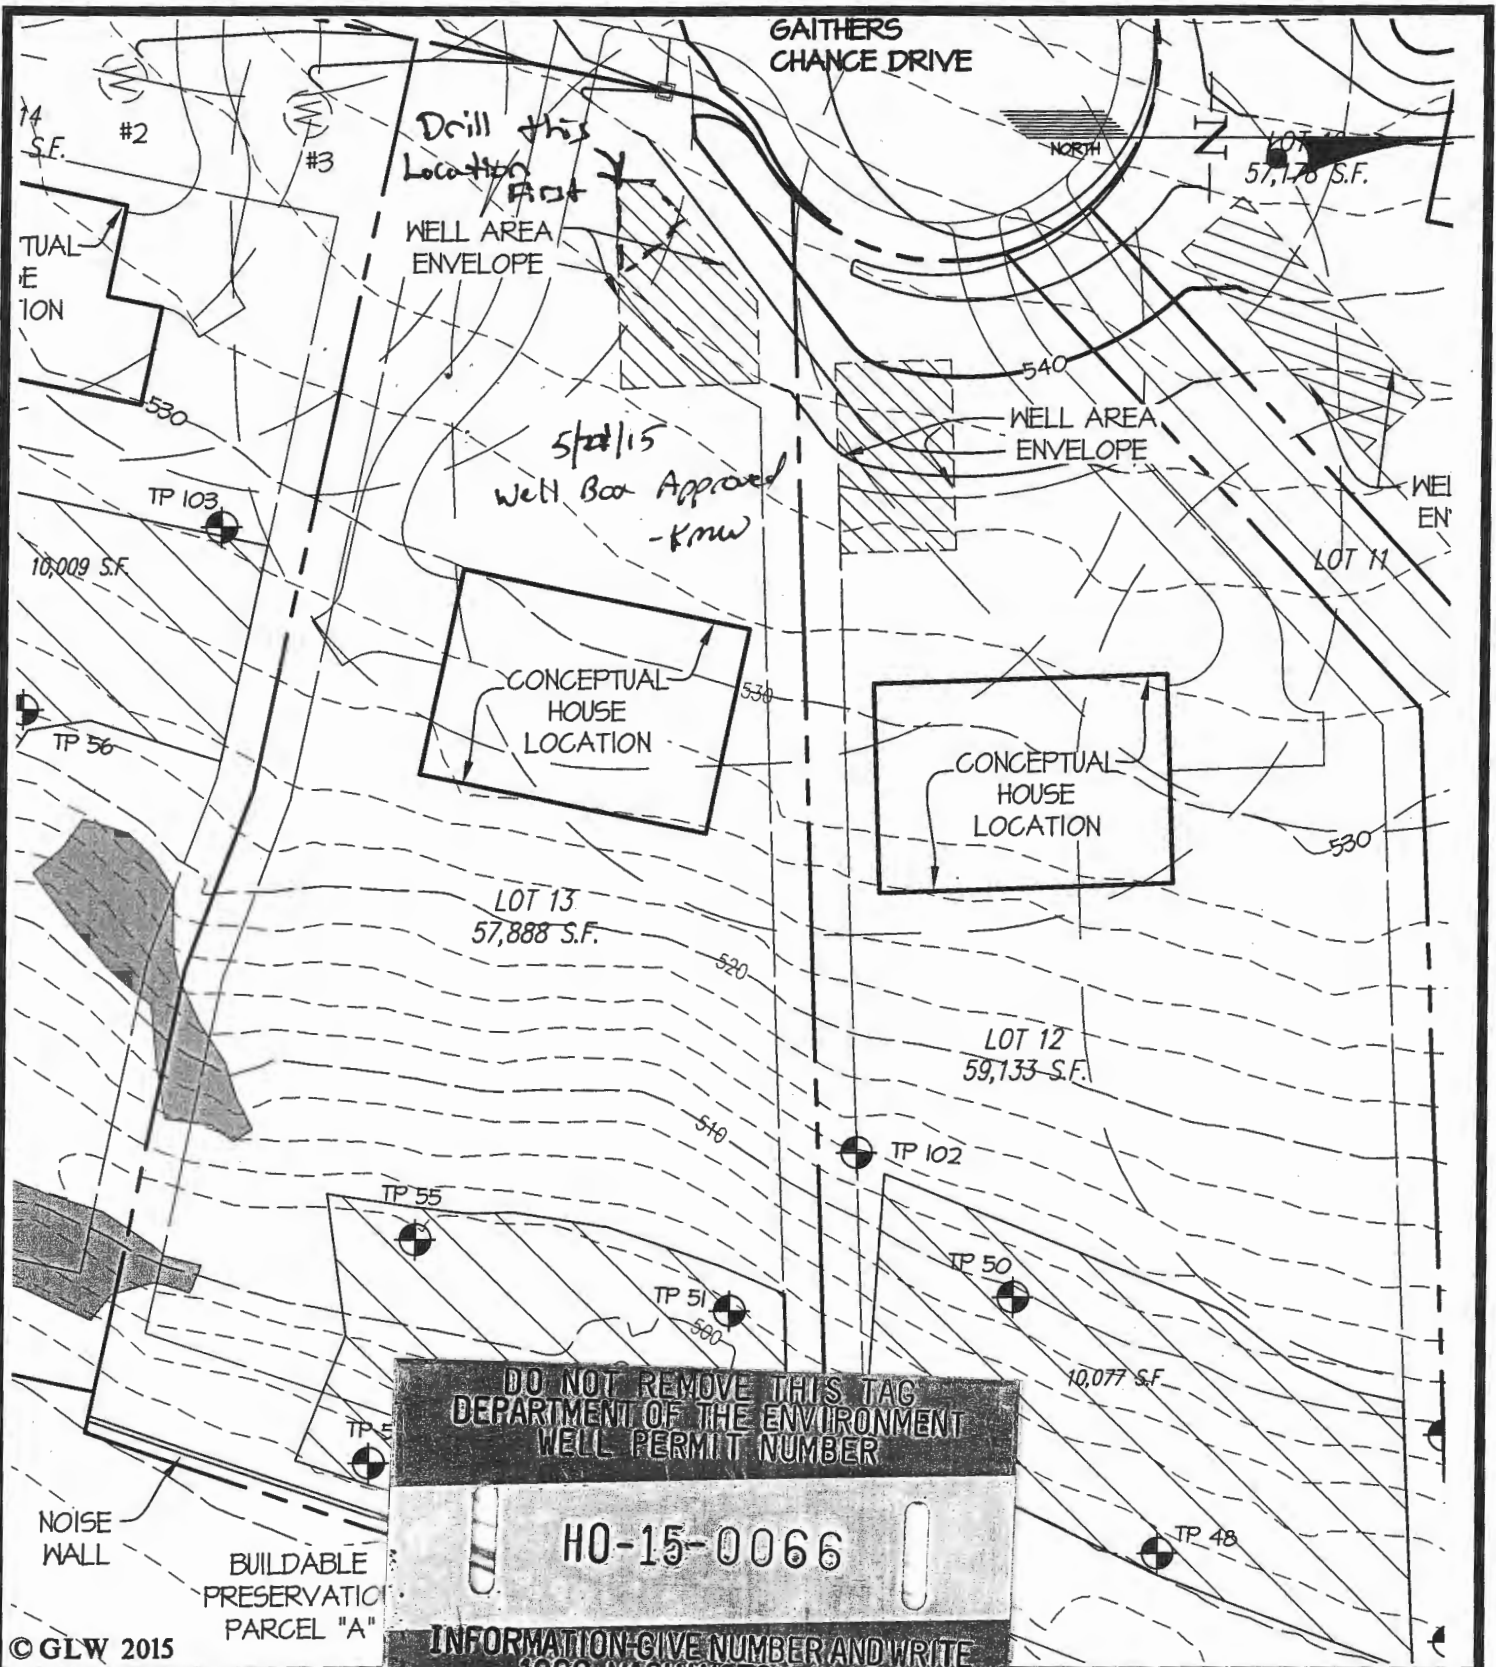 GAITHERS
CHANCE DRIVE
14
S.F.
#2
#3
Drill this
Location
First
NORTH
N
57,178 S.F.
TUAL
E
ION
WELL AREA
ENVELOPE
540
530
WELL AREA
ENVELOPE
Well Box Approved
WEL
EN
TP 103
10,009 S.F.
LOT 11
CONCEPTUAL
HOUSE
LOCATION
530
TP 56
CONCEPTUAL
HOUSE
LOCATION
530
LOT 13
57,888 S.F.
520
LOT 12
59,133 S.F.
510
TP 102
TP 55
TP 50
TP 51
500
10,077 S.F.
TP 5
DO NOT REMOVE THIS TAG
DEPARTMENT OF THE ENVIRONMENT
WELL PERMIT NUMBER
HO-15-0066
TP 48
NOISE
WALL
BUILDABLE
PRESERVATIO
PARCEL "A"
INFORMATION-GIVE NUMBER AND WRITE
© GLW 2015